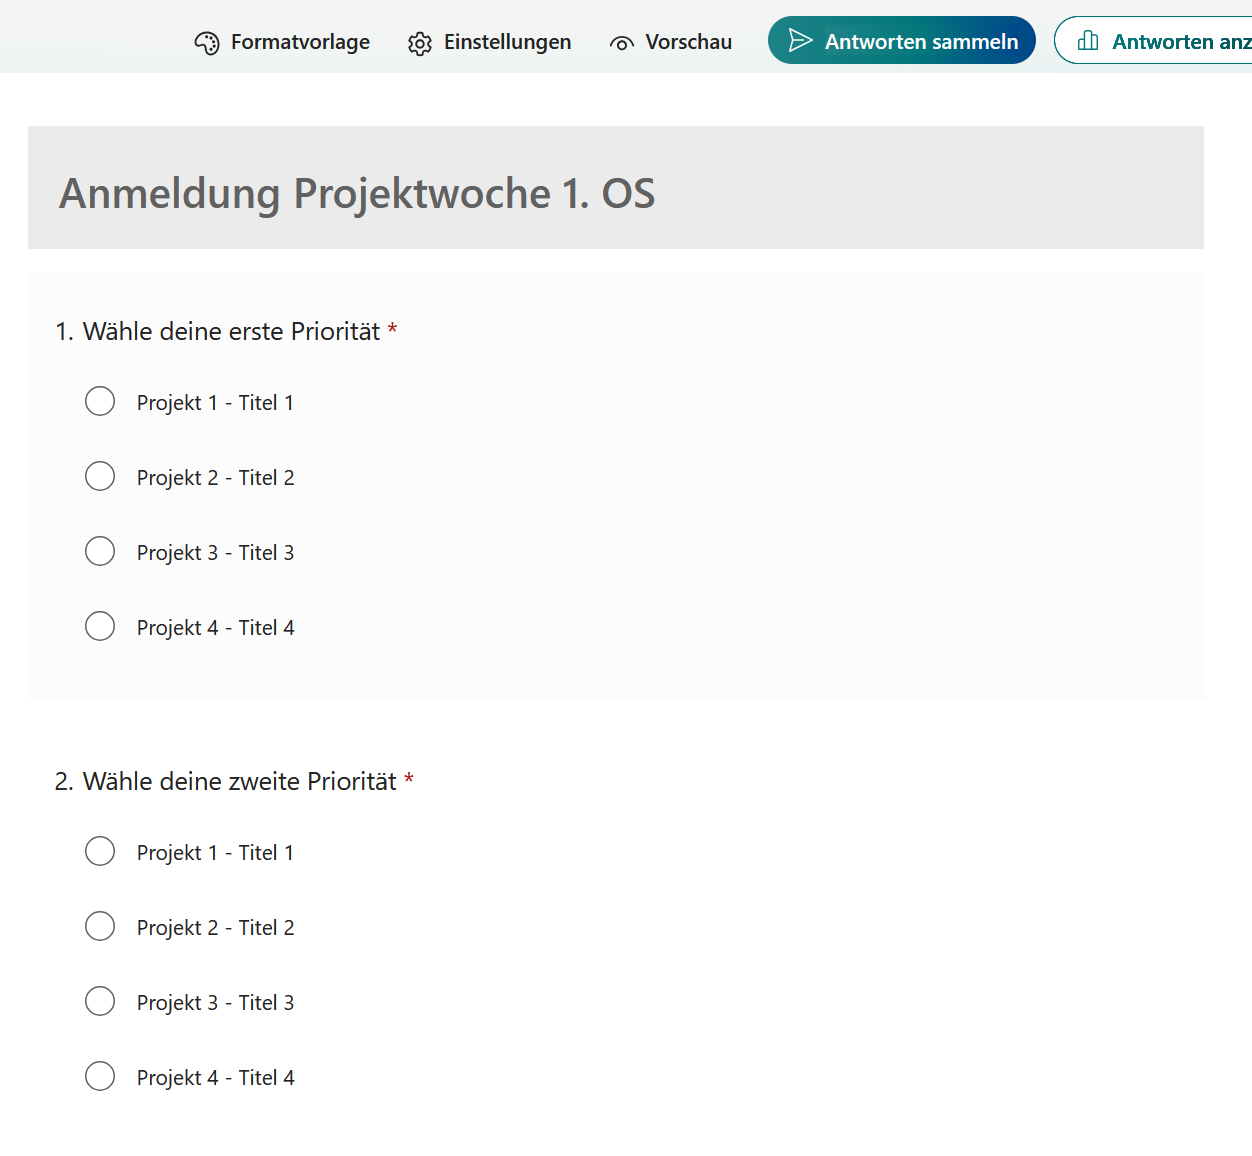 Formatvorlage Einstellungen Vorschau Antworten sammeln Antworten anz
Anmeldung Projektwoche 1. OS
1. Wähle deine erste Priorität *
Projekt 1 - Titel 1
Projekt 2 - Titel 2
Projekt 3 - Titel 3
Projekt 4 - Titel 4
2. Wähle deine zweite Priorität *
Projekt 1 - Titel 1
Projekt 2 - Titel 2
Projekt 3 - Titel 3
Projekt 4 - Titel 4